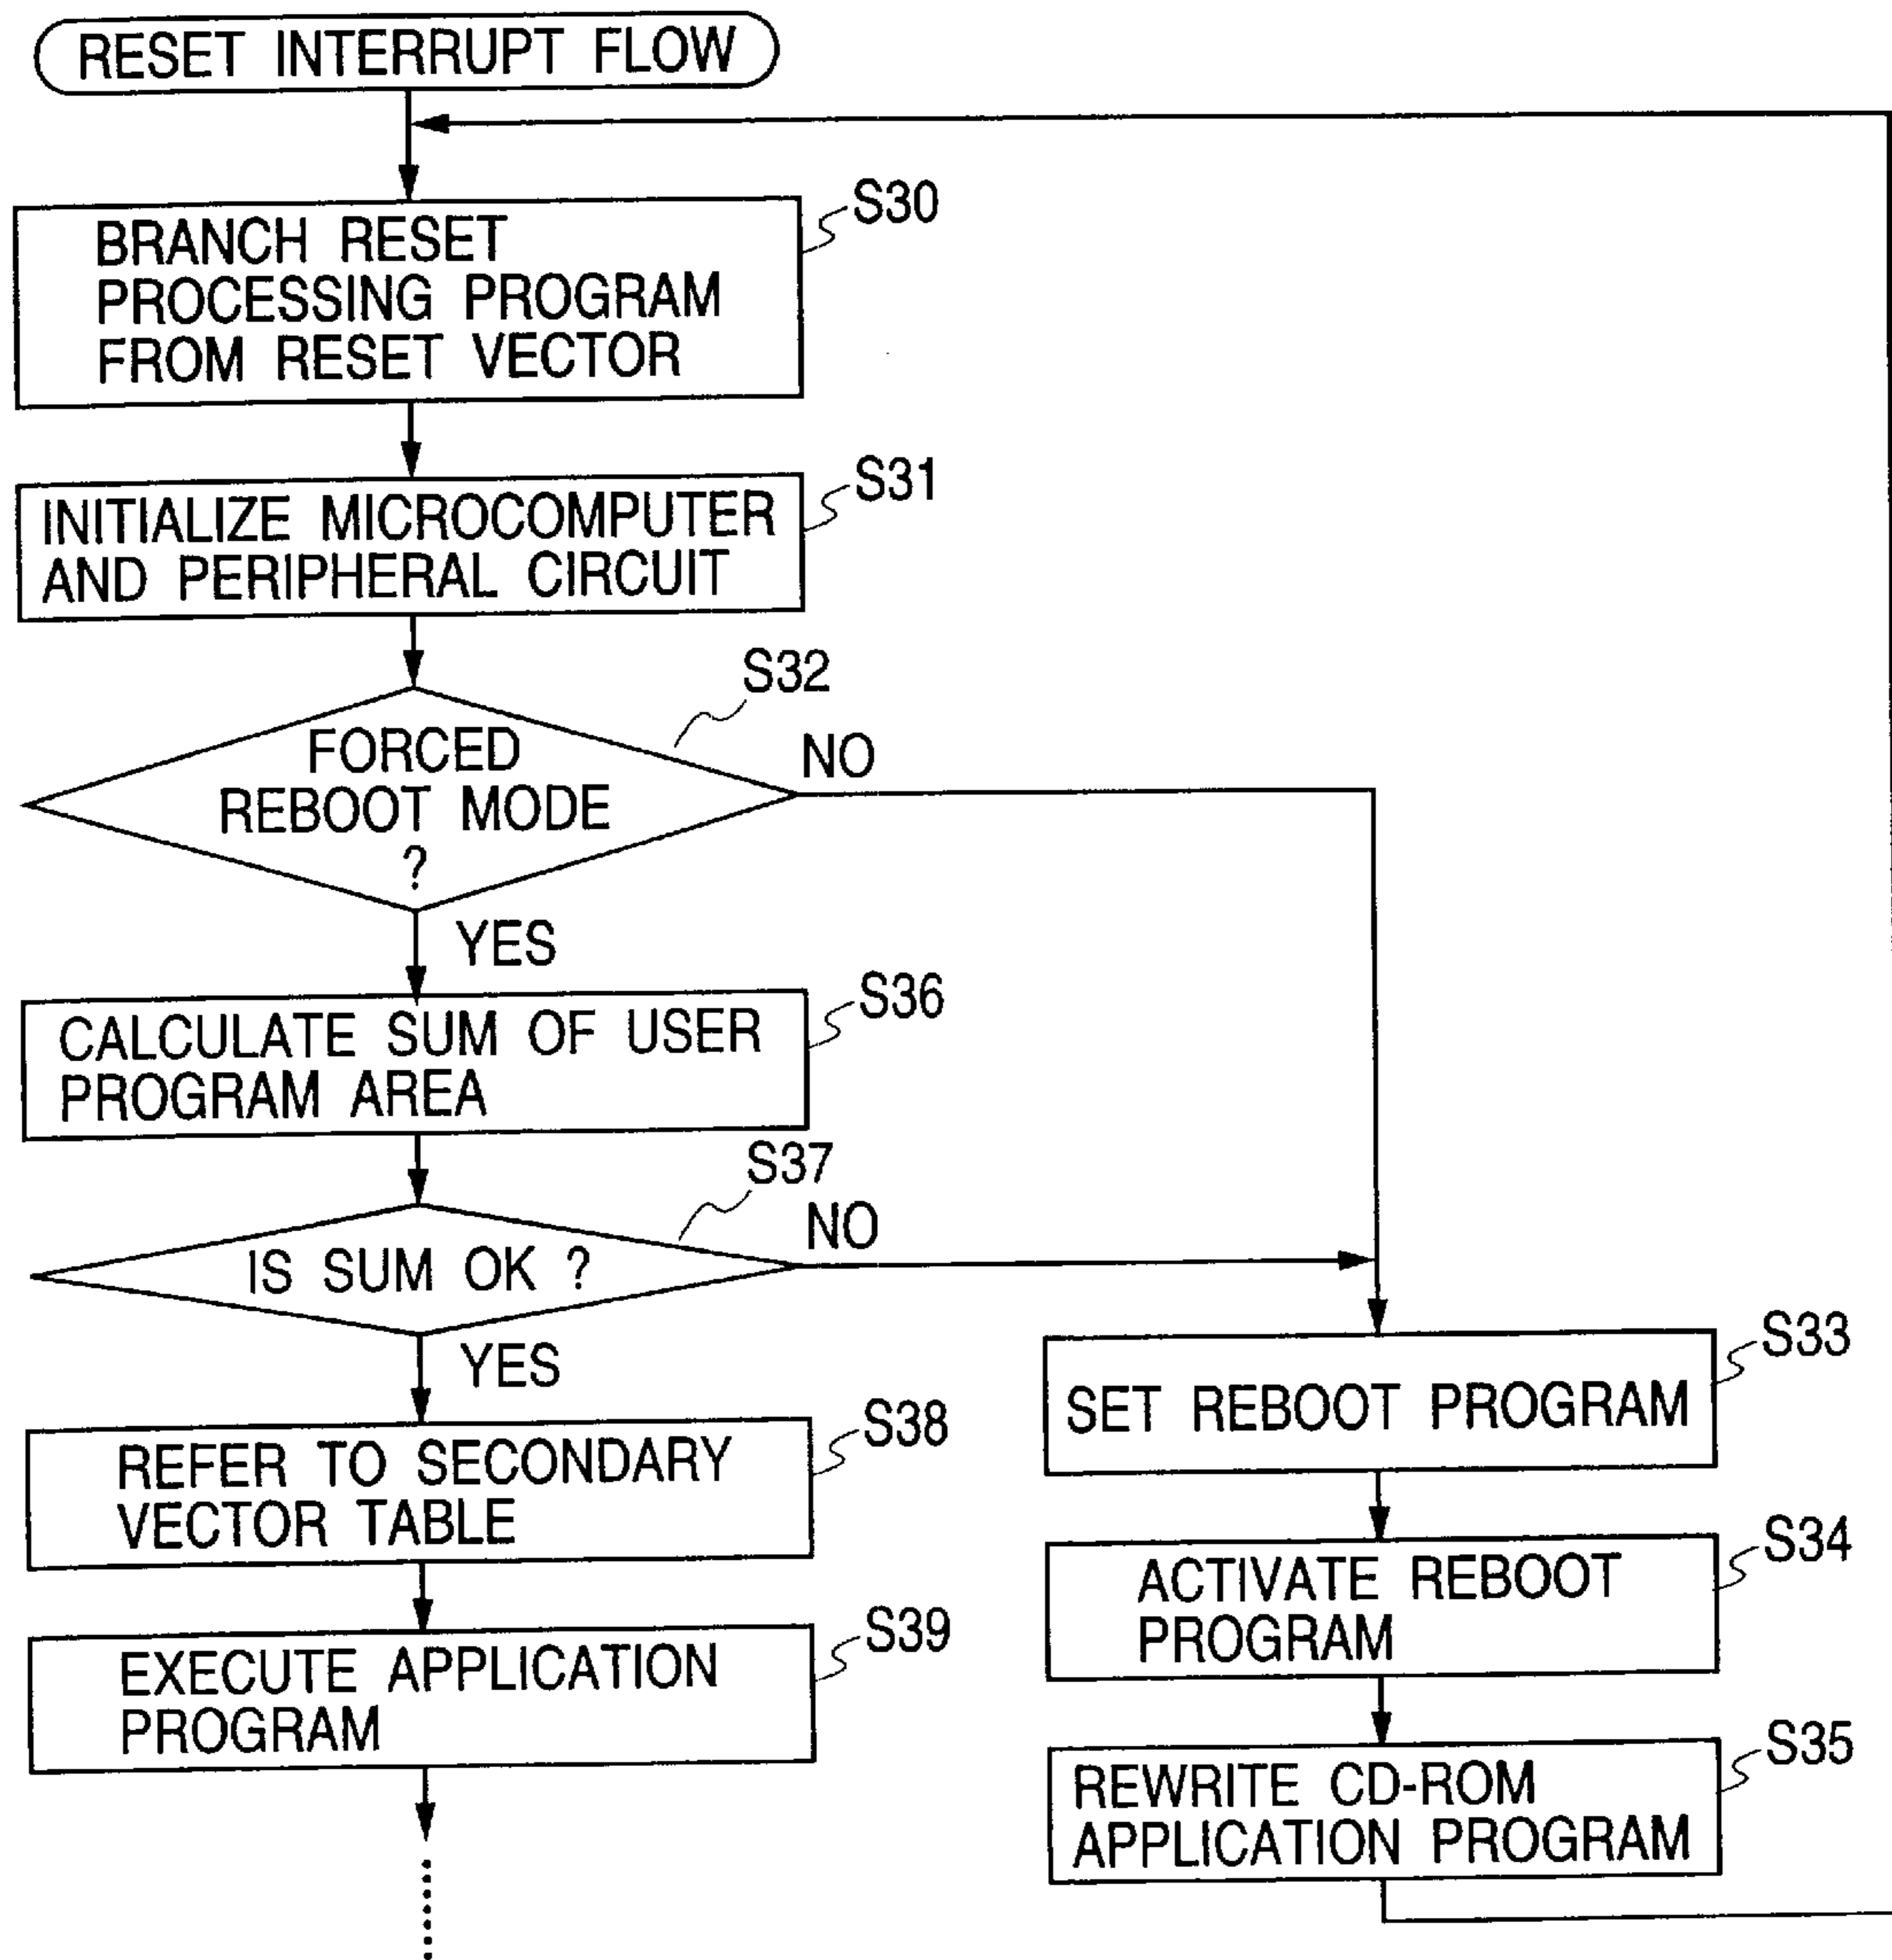 RESET INTERRUPT FLOW
S30
BRANCH RESET
PROCESSING PROGRAM
FROM RESET VECTOR
S31
INITIALIZE MICROCOMPUTER
AND PERIPHERAL CIRCUIT
S32
FORCED
REBOOT MODE
?
NO
YES
S36
CALCULATE SUM OF USER
PROGRAM AREA
S37
IS SUM OK ?
NO
YES
S33
SET REBOOT PROGRAM
S38
REFER TO SECONDARY
VECTOR TABLE
S34
ACTIVATE REBOOT
PROGRAM
S39
EXECUTE APPLICATION
PROGRAM
S35
REWRITE CD-ROM
APPLICATION PROGRAM